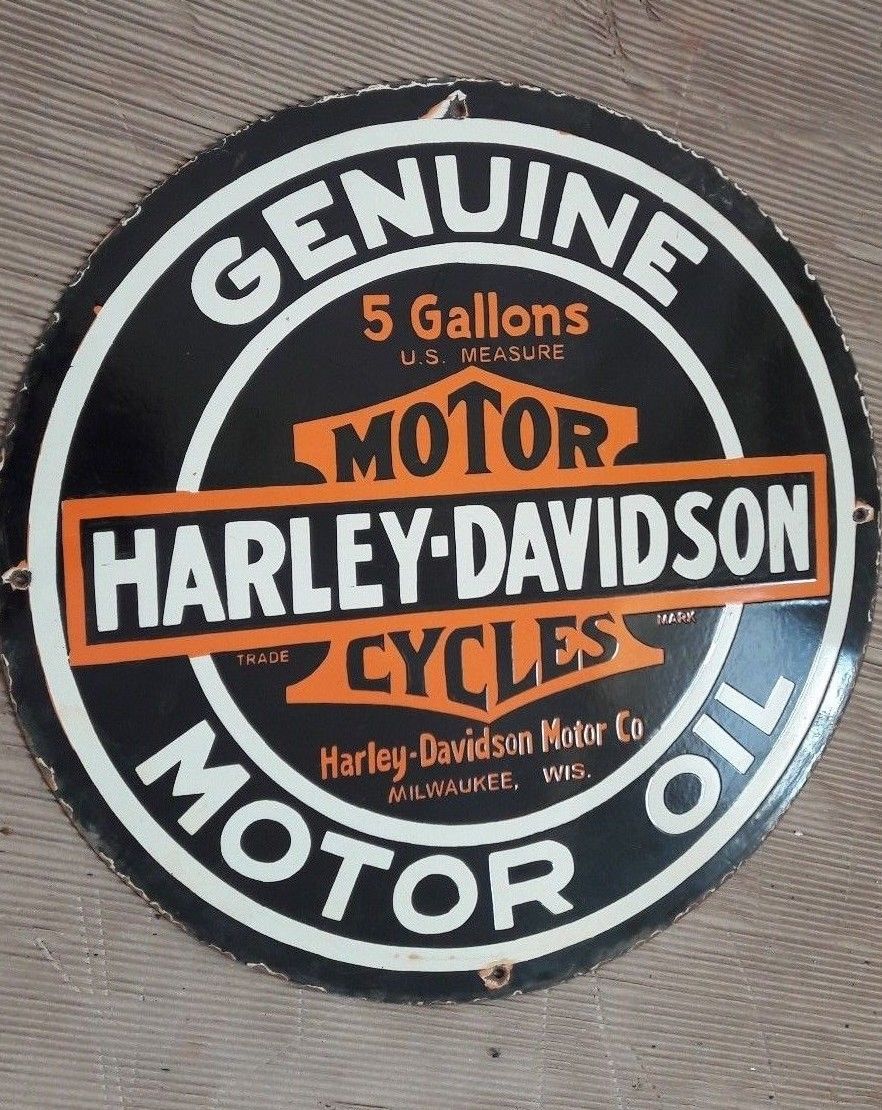 GENUINE
5 Gallons
U.S. MEASURE
MOTOR
HARLEY-DAVIDSON
CYCLES
TRADE MARK
Harley-Davidson Motor Co
MILWAUKEE, WIS.
MOTOR OIL